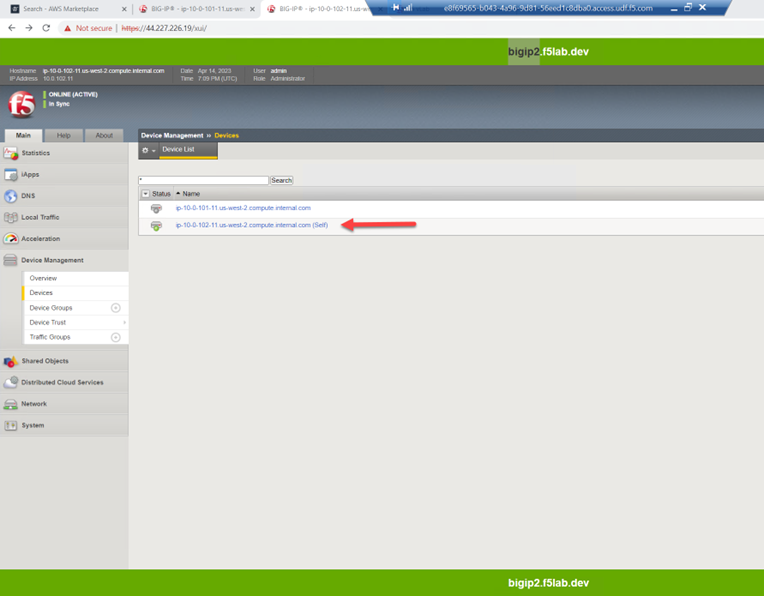 Search - AWS Marketplace
BIG-IP® - ip-10-0-101-11.us-we
BIG-IP® - ip-10-0-102-11.us-w
e8f69565-b043-4a96-9d81-56eed1c8dba0.access.udf.f5.com
Not secure | https://44.227.226.19/xui/
bigip2.f5lab.dev
Hostname ip-10-0-102-11.us-west-2.compute.internal.com Date Apr 14, 2023 User admin
IP Address 10.0.102.11 Time 7:09 PM (UTC) Role Administrator
f5
ONLINE (ACTIVE)
In Sync
Main Help About
Device Management » Devices
Device List
Statistics
iApps
DNS
Local Traffic
Acceleration
Device Management
Overview
Devices
Device Groups
Device Trust
Traffic Groups
Shared Objects
Distributed Cloud Services
Network
System
* Search
Status Name
ip-10-0-101-11.us-west-2.compute.internal.com
ip-10-0-102-11.us-west-2.compute.internal.com (Self)
bigip2.f5lab.dev